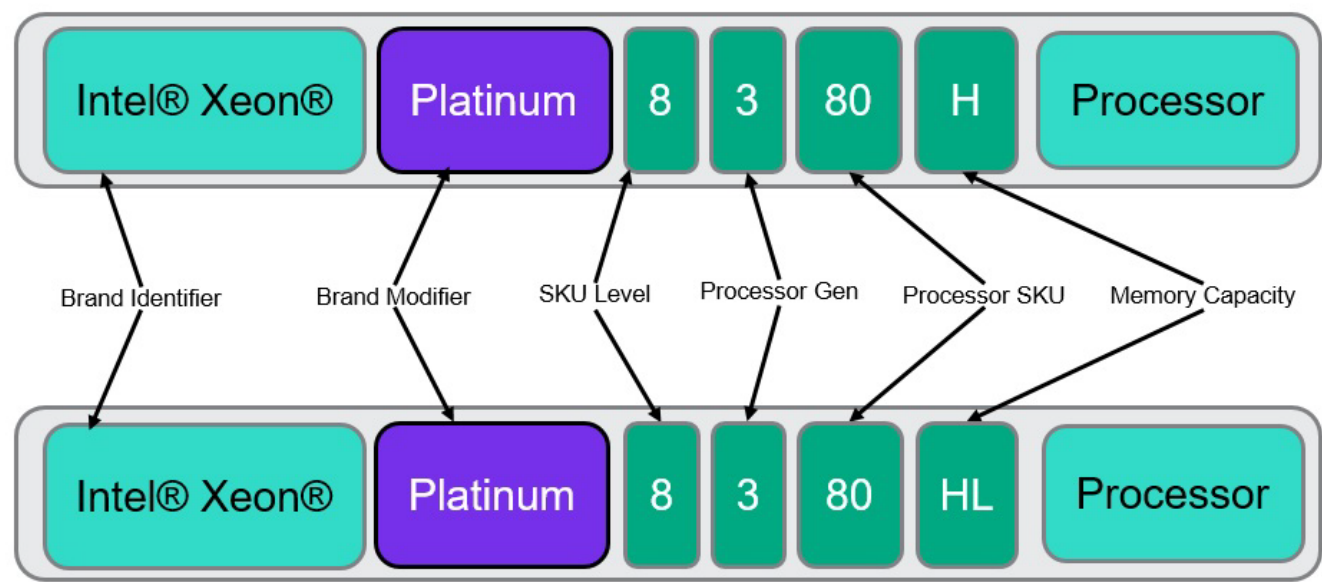 Intel® Xeon® Platinum 8 3 80 H Processor
Brand Identifier Brand Modifier SKU Level Processor Gen Processor SKU Memory Capacity
Intel® Xeon® Platinum 8 3 80 HL Processor